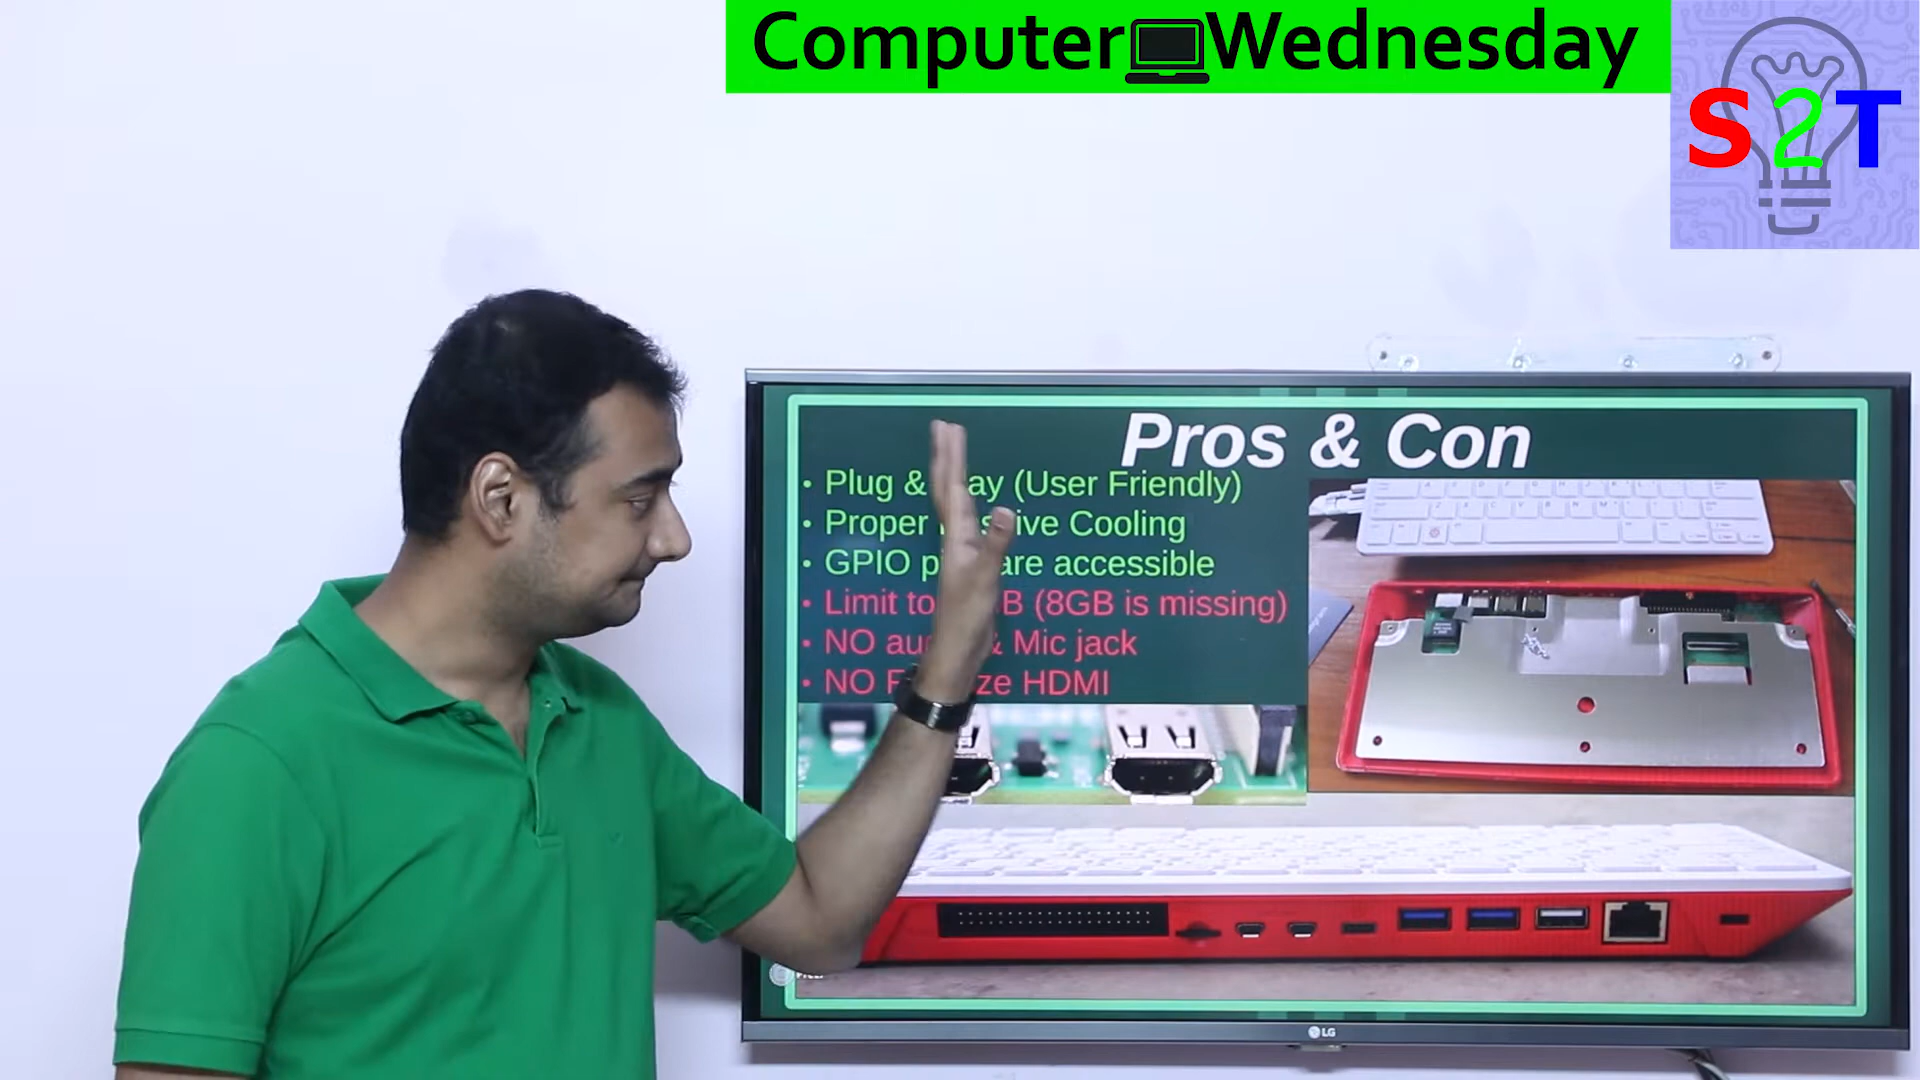 Computer Wednesday
S2T
Pros & Con
• Plug & ay (User Friendly)
• Proper ive Cooling
• GPIO p are accessible
• Limit to B (8GB is missing)
• NO au & Mic jack
• NO F ze HDMI
LG